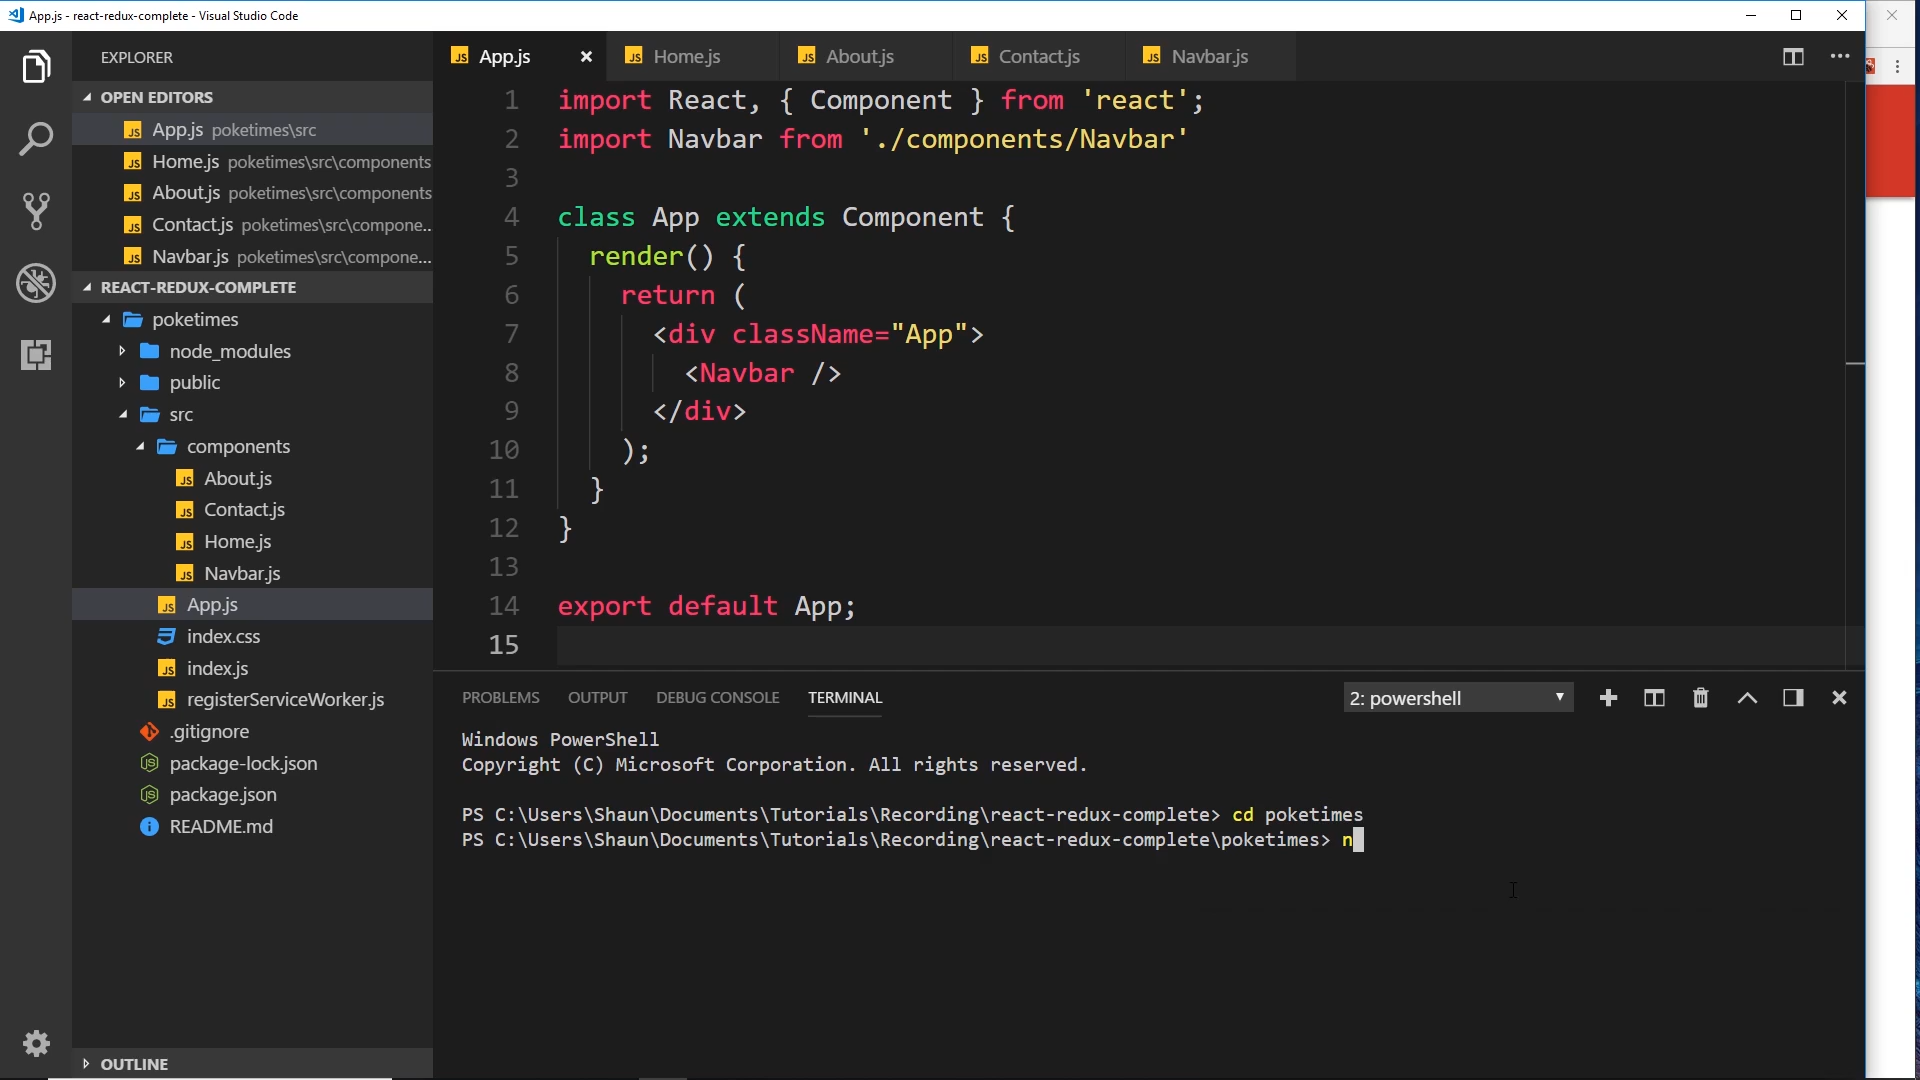 App.js - react-redux-complete - Visual Studio Code
EXPLORER
OPEN EDITORS
App.js poketimes\src
Home.js poketimes\src\components
About.js poketimes\src\components
Contact.js poketimes\src\compone...
Navbar.js poketimes\src\compone...
REACT-REDUX-COMPLETE
poketimes
node_modules
public
src
components
About.js
Contact.js
Home.js
Navbar.js
App.js
index.css
index.js
registerServiceWorker.js
.gitignore
package-lock.json
package.json
README.md
OUTLINE
App.js Home.js About.js Contact.js Navbar.js
1 import React, { Component } from 'react';
2 import Navbar from './components/Navbar'
3
4 class App extends Component {
5 render() {
6 return (
7 <div className="App">
8 <Navbar />
9 </div>
10 );
11 }
12 }
13
14 export default App;
15
PROBLEMS OUTPUT DEBUG CONSOLE TERMINAL 2: powershell
Windows PowerShell
Copyright (C) Microsoft Corporation. All rights reserved.
PS C:\Users\Shaun\Documents\Tutorials\Recording\react-redux-complete> cd poketimes
PS C:\Users\Shaun\Documents\Tutorials\Recording\react-redux-complete\poketimes> n